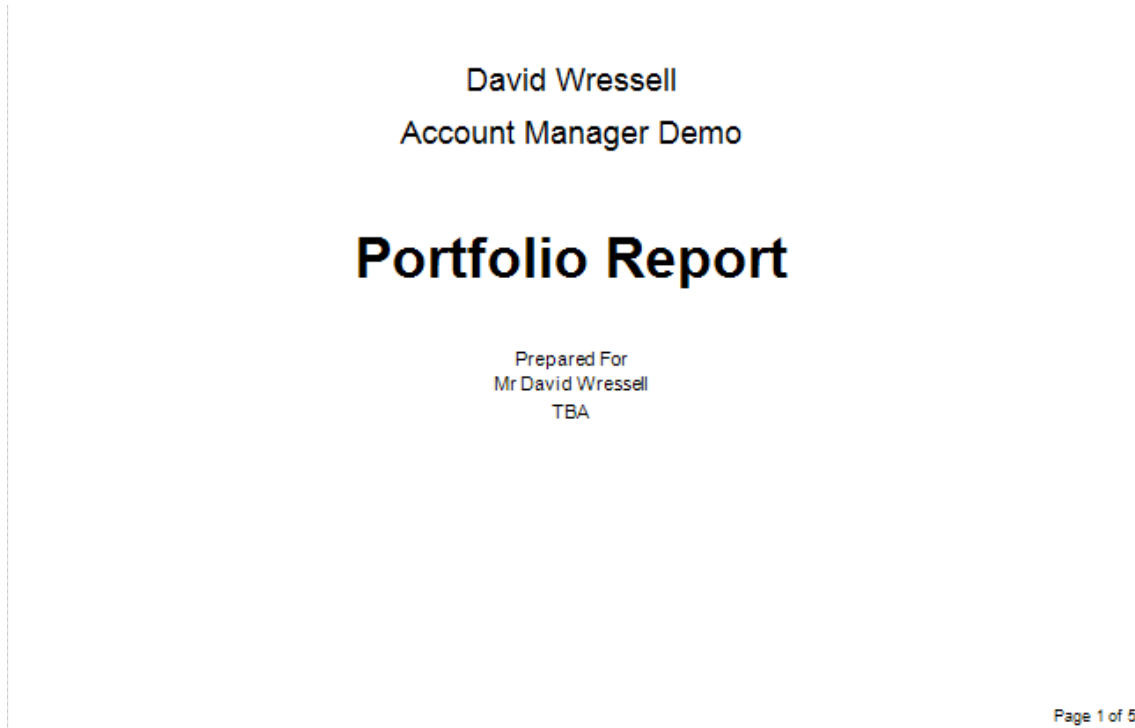 David Wressell
Account Manager Demo
Portfolio Report
Prepared For
Mr David Wressell
TBA
Page 1 of 5